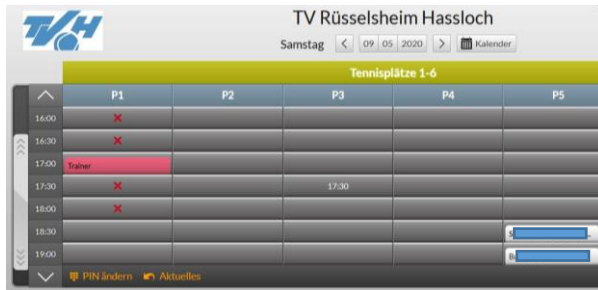 TVH
TV Rüsselsheim Hassloch
Samstag < 09 05 2020 > Kalender
Tennisplätze 1-6
P1 P2 P3 P4 P5
16:00
16:30
17:00 Trainer
17:30 17:30
18:00
18:30 S
19:00 B
PIN ändern Aktuelles